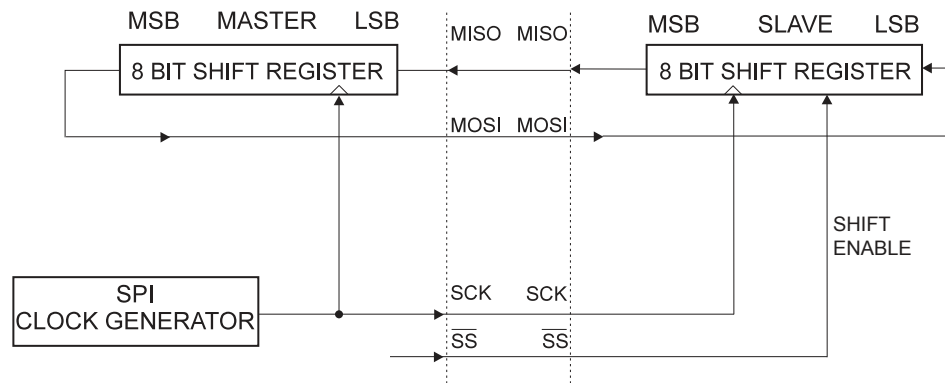 MSB MASTER LSB
8 BIT SHIFT REGISTER
MISO MISO
MSB SLAVE LSB
8 BIT SHIFT REGISTER
MOSI MOSI
SHIFT
ENABLE
SPI
CLOCK GENERATOR
SCK SCK
SS SS